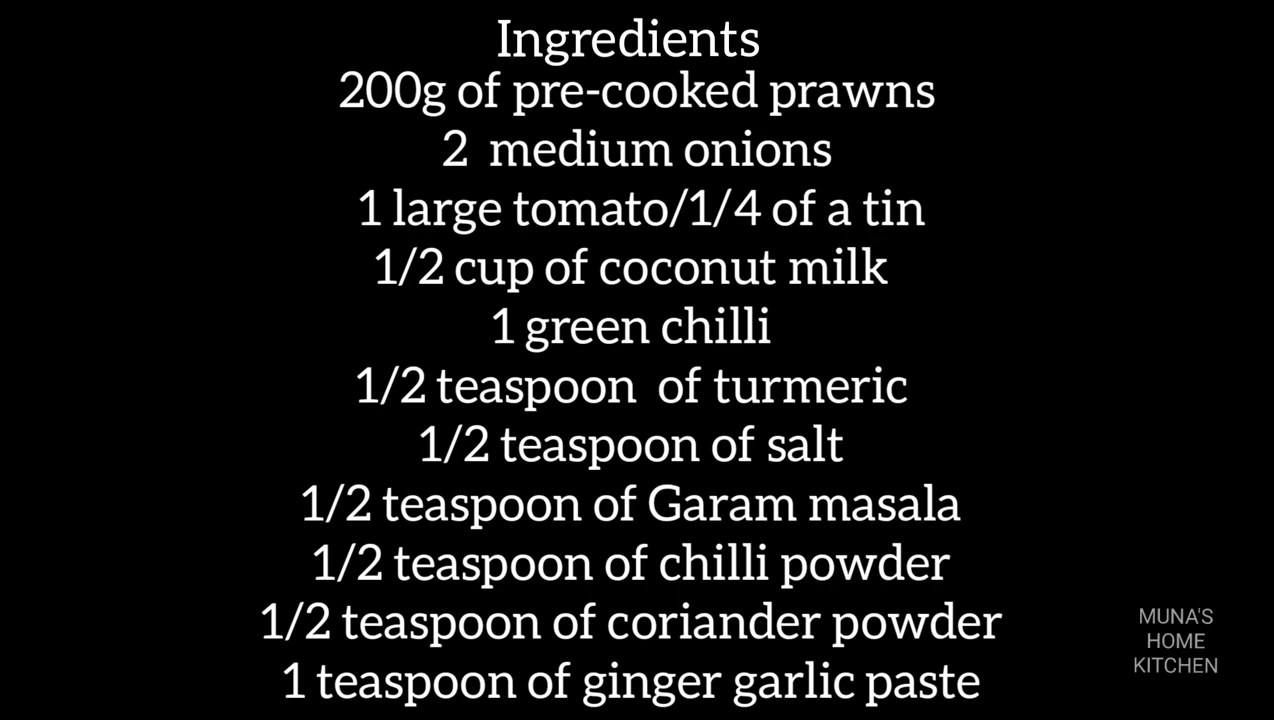 Ingredients
200g of pre-cooked prawns
2 medium onions
1 large tomato/1/4 of a tin
1/2 cup of coconut milk
1 green chilli
1/2 teaspoon of turmeric
1/2 teaspoon of salt
1/2 teaspoon of Garam masala
1/2 teaspoon of chilli powder
1/2 teaspoon of coriander powder
1 teaspoon of ginger garlic paste
MUNA'S
HOME
KITCHEN